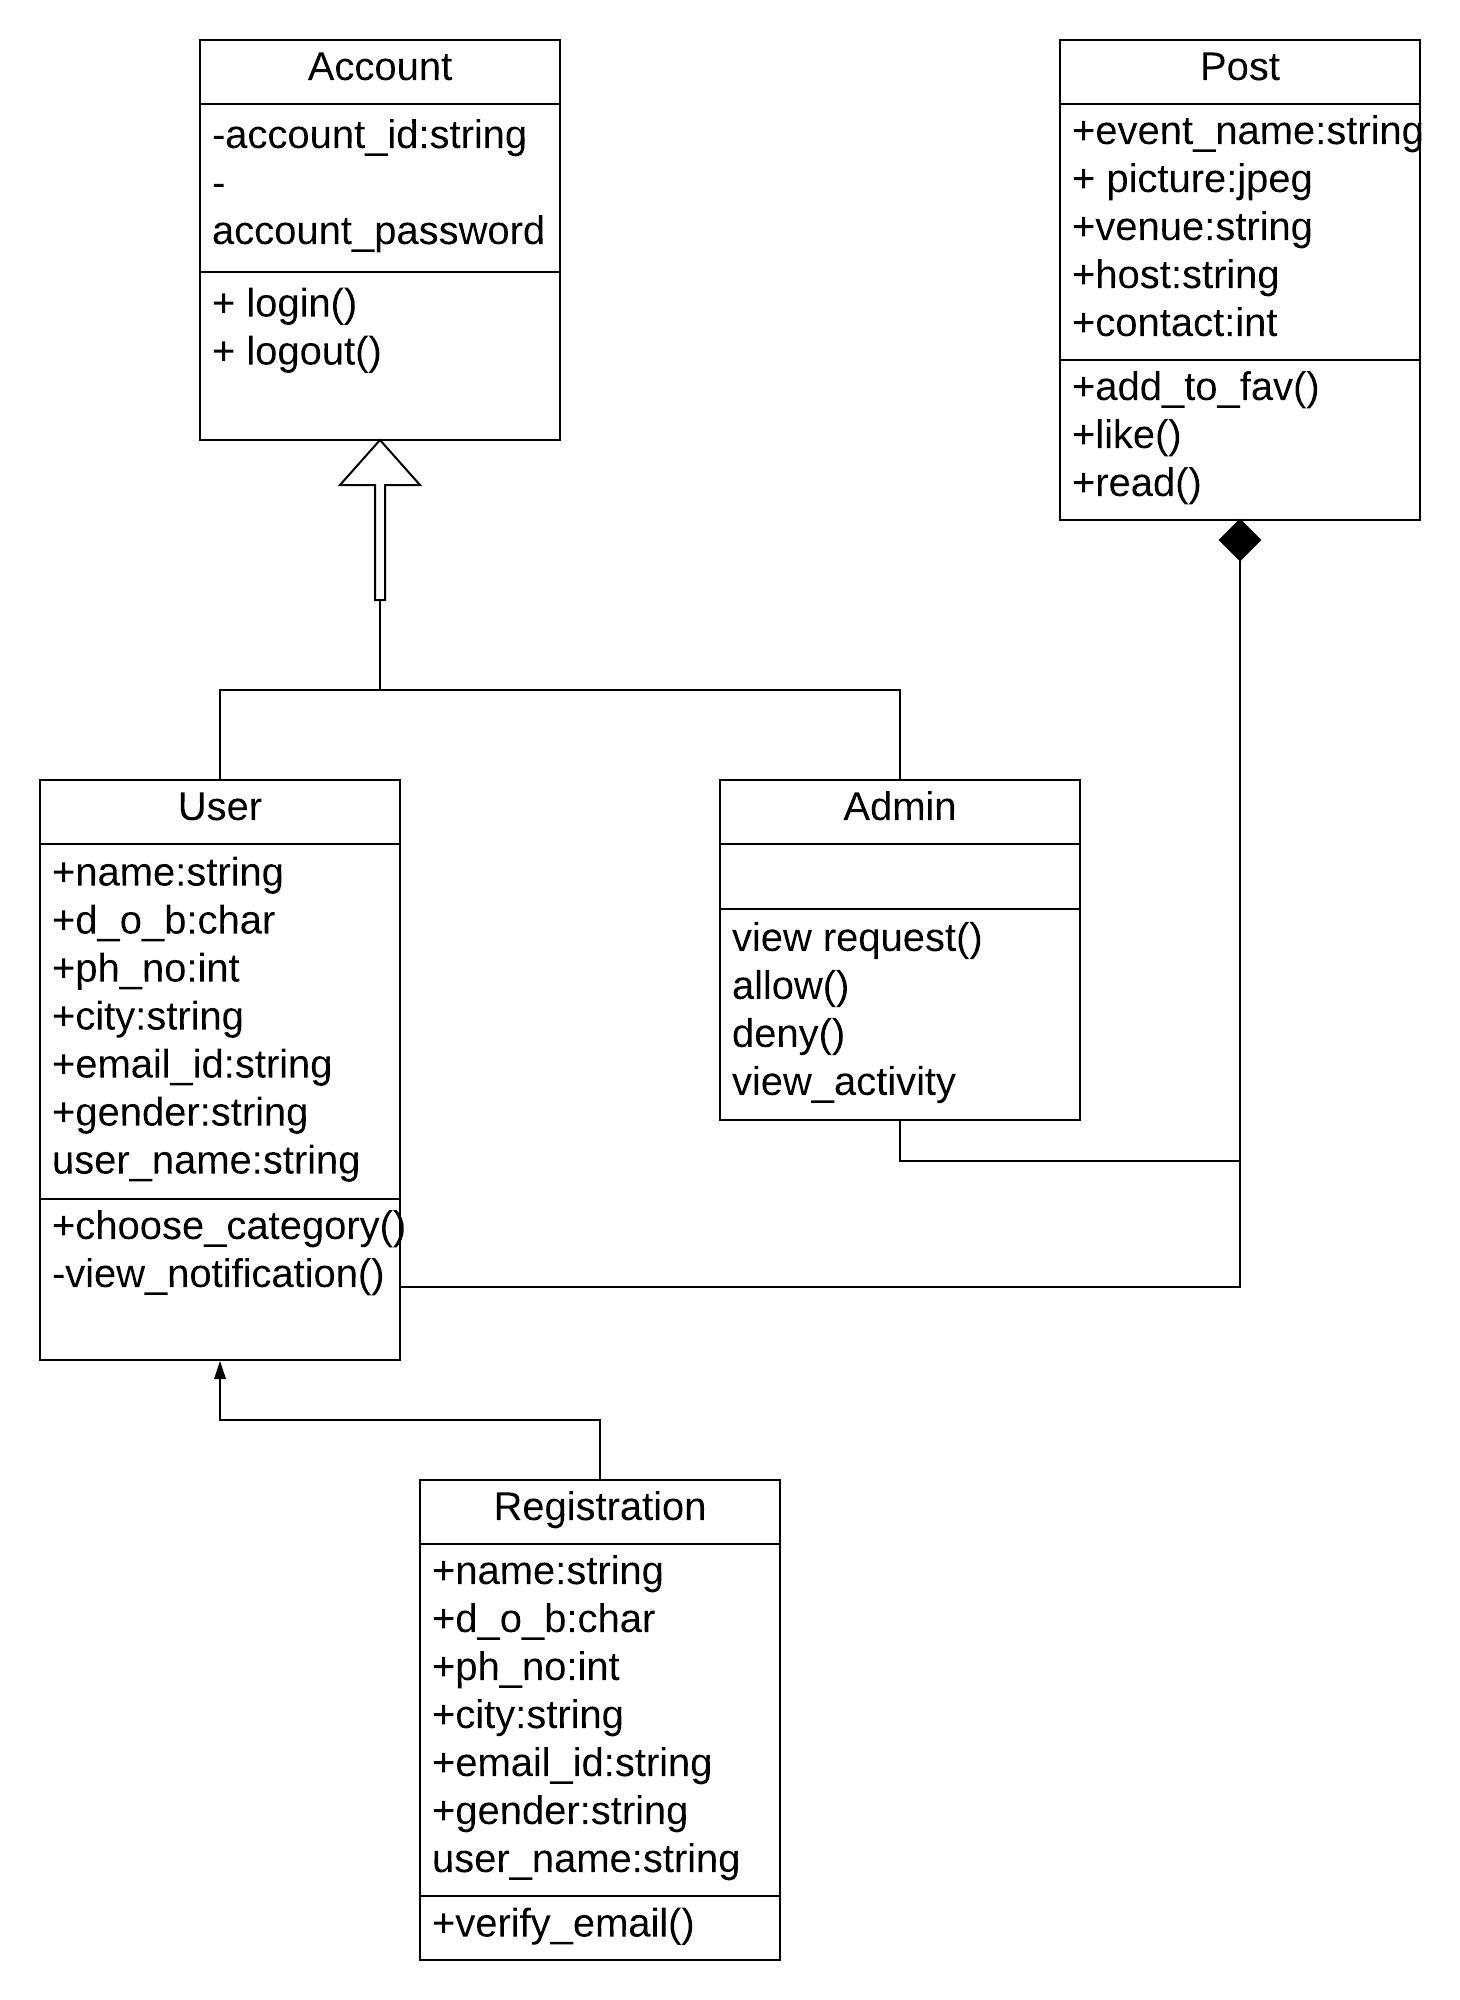 Account
-account_id:string
-
account_password
+ login()
+ logout()
Post
+event_name:string
+ picture:jpeg
+venue:string
+host:string
+contact:int
+add_to_fav()
+like()
+read()
User
+name:string
+d_o_b:char
+ph_no:int
+city:string
+email_id:string
+gender:string
user_name:string
+choose_category()
-view_notification()
Admin
view request()
allow()
deny()
view_activity
Registration
+name:string
+d_o_b:char
+ph_no:int
+city:string
+email_id:string
+gender:string
user_name:string
+verify_email()